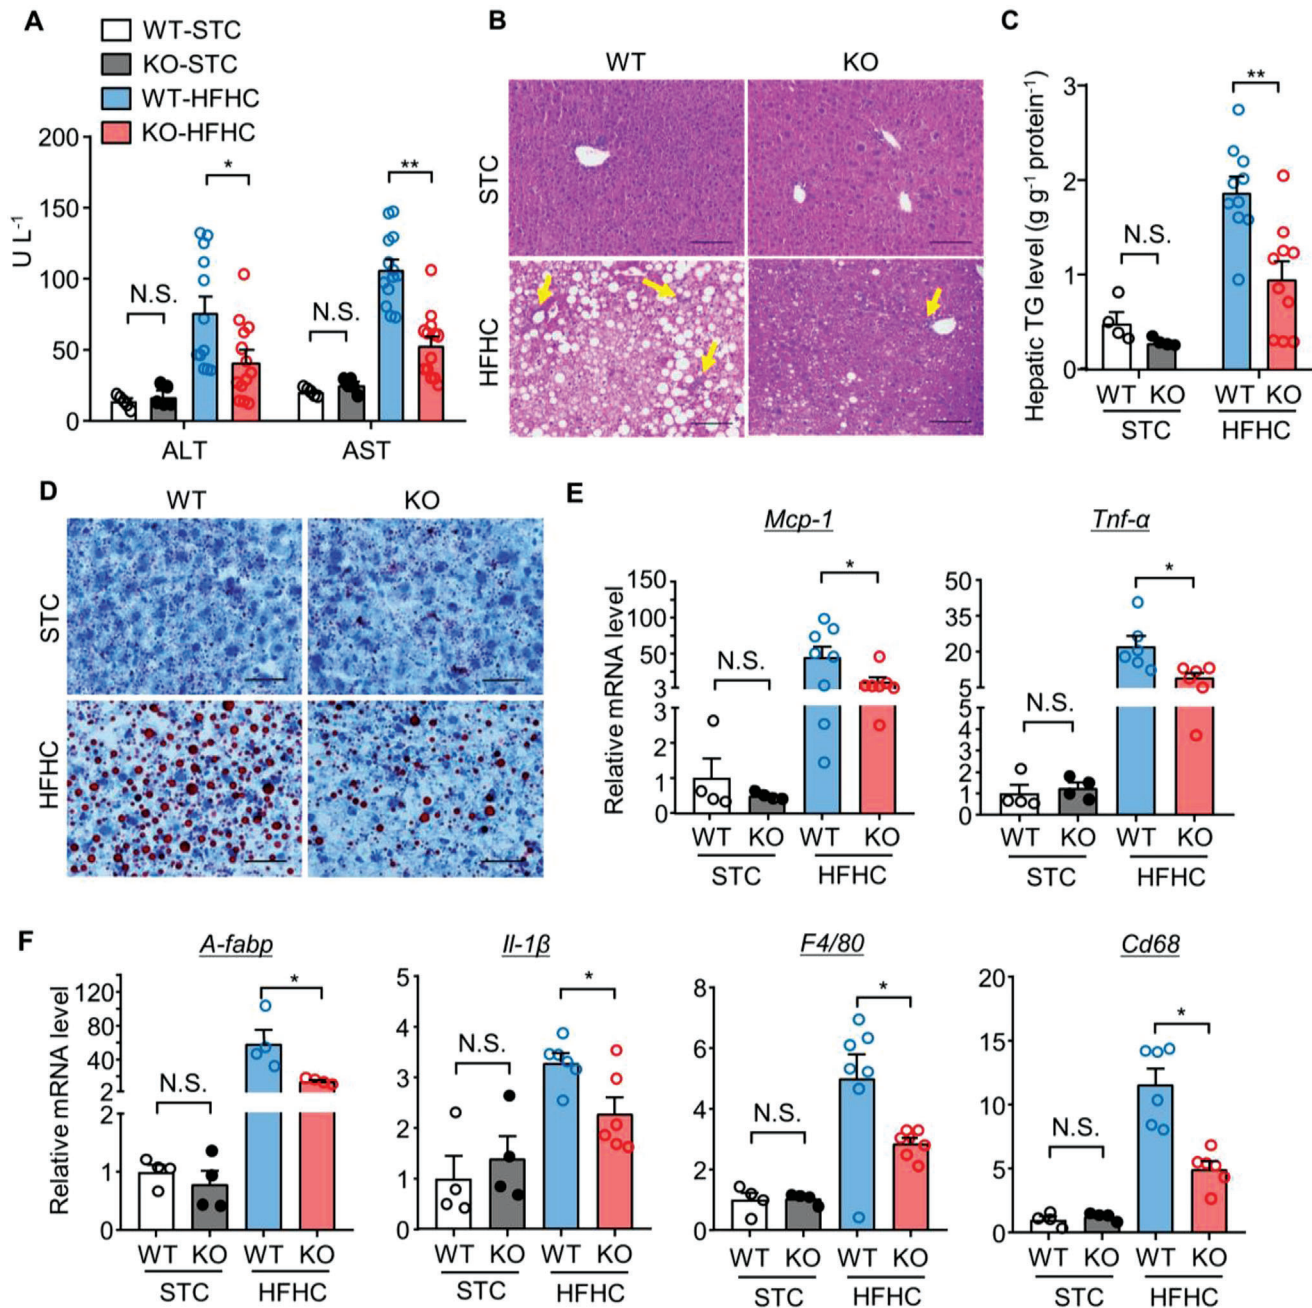 A
WT-STC
KO-STC
WT-HFHC
KO-HFHC
U L⁻¹
200
150
100
50
0
N.S.
*
N.S.
**
ALT
AST
B
WT
KO
STC
HFHC
C
Hepatic TG level (g g⁻¹ protein⁻¹)
3
2
1
0
N.S.
**
WT KO
WT KO
STC
HFHC
D
WT
KO
STC
HFHC
E
Mcp-1
Relative mRNA level
150
100
50
3
3
2
1
0
N.S.
*
WT KO WT KO
STC
HFHC
Tnf-α
50
35
20
5
5
4
3
2
1
0
N.S.
*
WT KO WT KO
STC
HFHC
F
A-fabp
Relative mRNA level
120
80
40
2
2
1
0
N.S.
*
WT KO WT KO
STC
HFHC
Il-1β
5
4
3
2
1
0
N.S.
*
WT KO WT KO
STC
HFHC
F4/80
8
6
4
2
0
N.S.
*
WT KO WT KO
STC
HFHC
Cd68
20
15
10
5
0
N.S.
*
WT KO WT KO
STC
HFHC